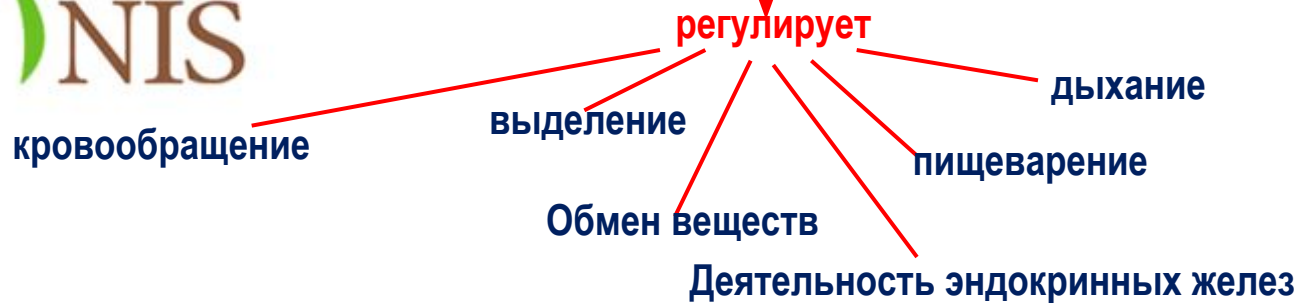 NIS
регулирует
дыхание
выделение
кровообращение
пищеварение
Обмен веществ
Деятельность эндокринных желез